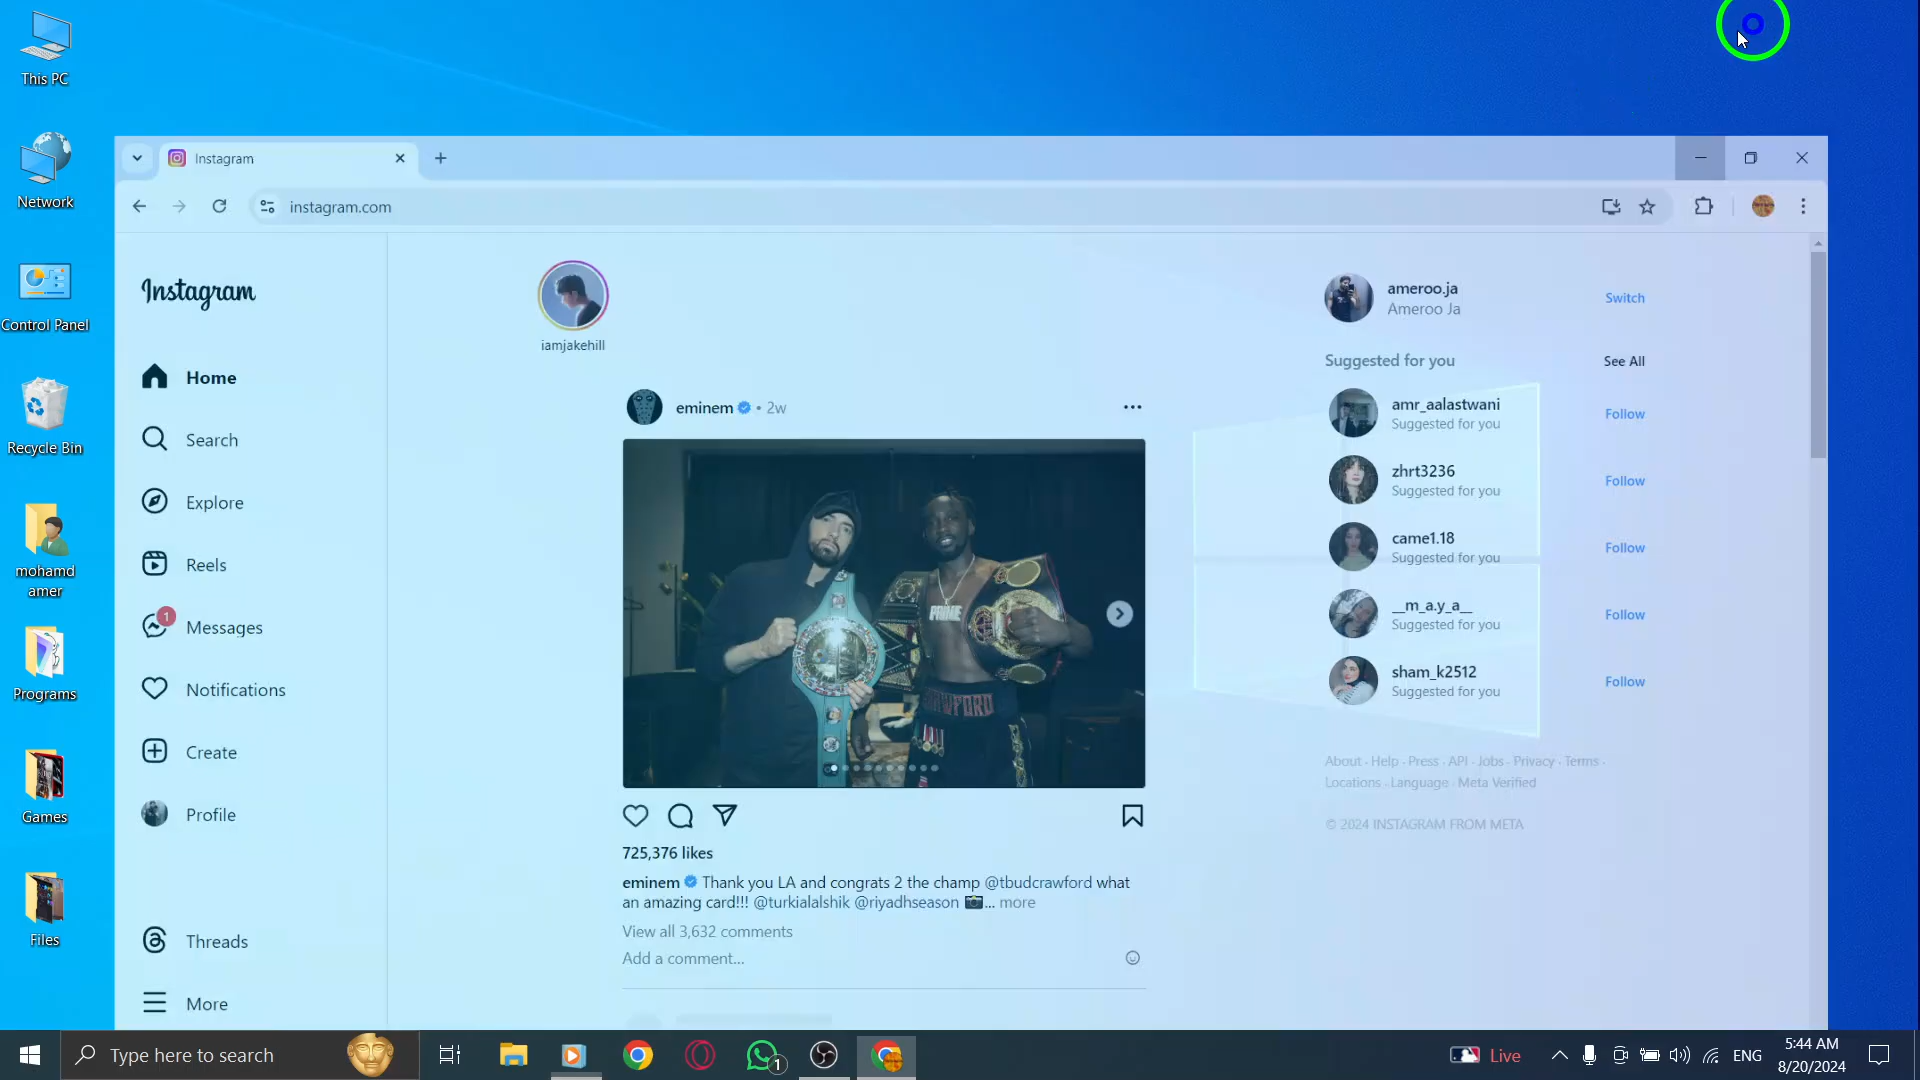 This PC
Network
Control Panel
Recycle Bin
mohamd
amer
Programs
Games
Files
Instagram
instagram.com
Instagram
Home
Search
Explore
Reels
1
Messages
Notifications
Create
Profile
Threads
More
iamjakehill
eminem • 2w
PRIME
CRAWFORD
725,376 likes
eminem Thank you LA and congrats 2 the champ @tbudcrawford what
an amazing card!!! @turkialalshik @riyadhseason 📷... more
View all 3,632 comments
Add a comment...
ameroo.ja
Ameroo Ja
Switch
Suggested for you
See All
amr_aalastwani
Suggested for you
Follow
zhrt3236
Suggested for you
Follow
came1.18
Suggested for you
Follow
__m_a.y_a__
Suggested for you
Follow
sham_k2512
Suggested for you
Follow
About · Help · Press · API · Jobs · Privacy · Terms ·
Locations · Language · Meta Verified
© 2024 INSTAGRAM FROM META
Type here to search
1
Live
ENG
5:44 AM
8/20/2024